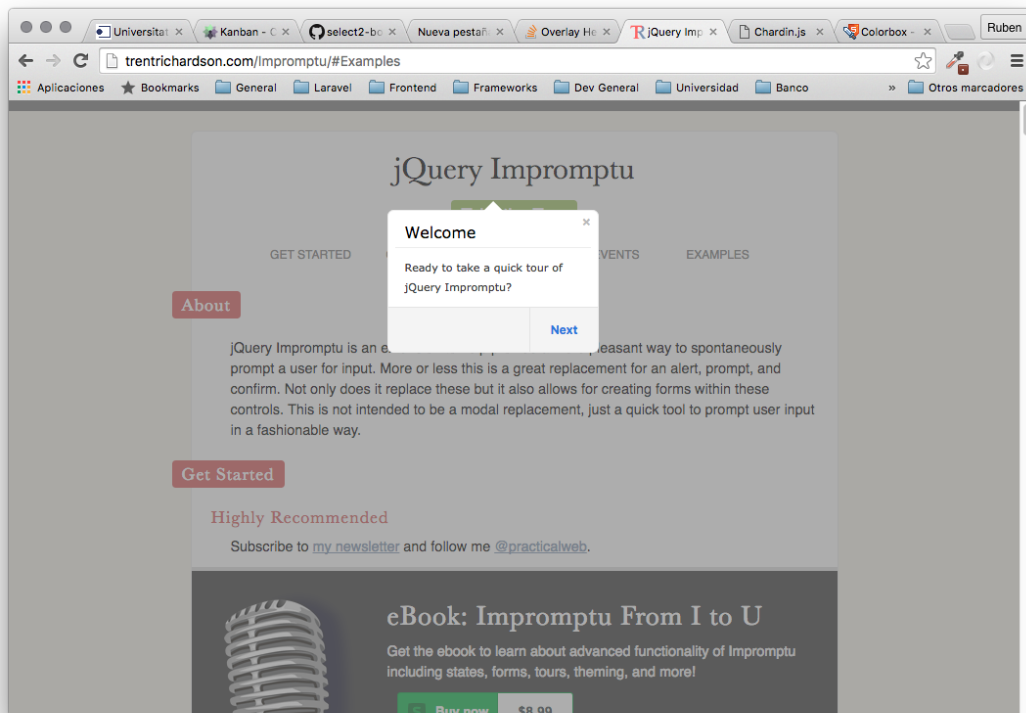 Universitat
Kanban - C
select2-bo
Nueva pestañ
Overlay He
jQuery Imp
Chardin.js
Colorbox -
Ruben
trentrichardson.com/Impromptu/#Examples
Aplicaciones
Bookmarks
General
Laravel
Frontend
Frameworks
Dev General
Universidad
Banco
»
Otros marcadores
jQuery Impromptu
Welcome
×
GET STARTED
EVENTS
EXAMPLES
Ready to take a quick tour of
jQuery Impromptu?
Next
About
jQuery Impromptu is an e pleasant way to spontaneously
prompt a user for input. More or less this is a great replacement for an alert, prompt, and
confirm. Not only does it replace these but it also allows for creating forms within these
controls. This is not intended to be a modal replacement, just a quick tool to prompt user input
in a fashionable way.
Get Started
Highly Recommended
Subscribe to my newsletter and follow me @practicalweb.
eBook: Impromptu From I to U
Get the ebook to learn about advanced functionality of Impromptu
including states, forms, tours, theming, and more!
Buy now $8.99